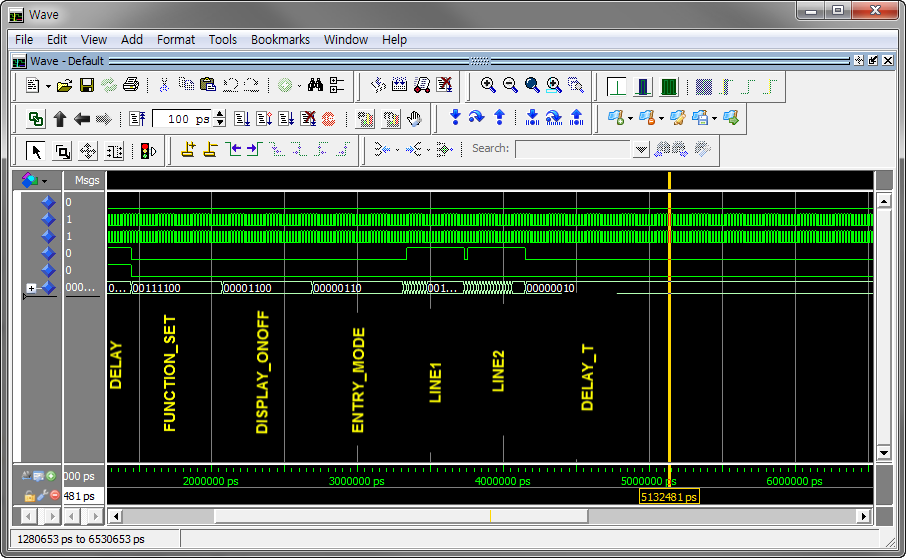 Wave
File Edit View Add Format Tools Bookmarks Window Help
Wave - Default
100 ps
Search:
Msgs
0
1
1
0
0
000...
0... 00111100 00001100 00000110 001... 00000010
DELAY
FUNCTION_SET
DISPLAY_ONOFF
ENTRY_MODE
LINE1
LINE2
DELAY_T
000 ps
2000000 ps 3000000 ps 4000000 ps 5000000 ps 6000000 ps
481 ps
5132481 ps
1280653 ps to 6530653 ps